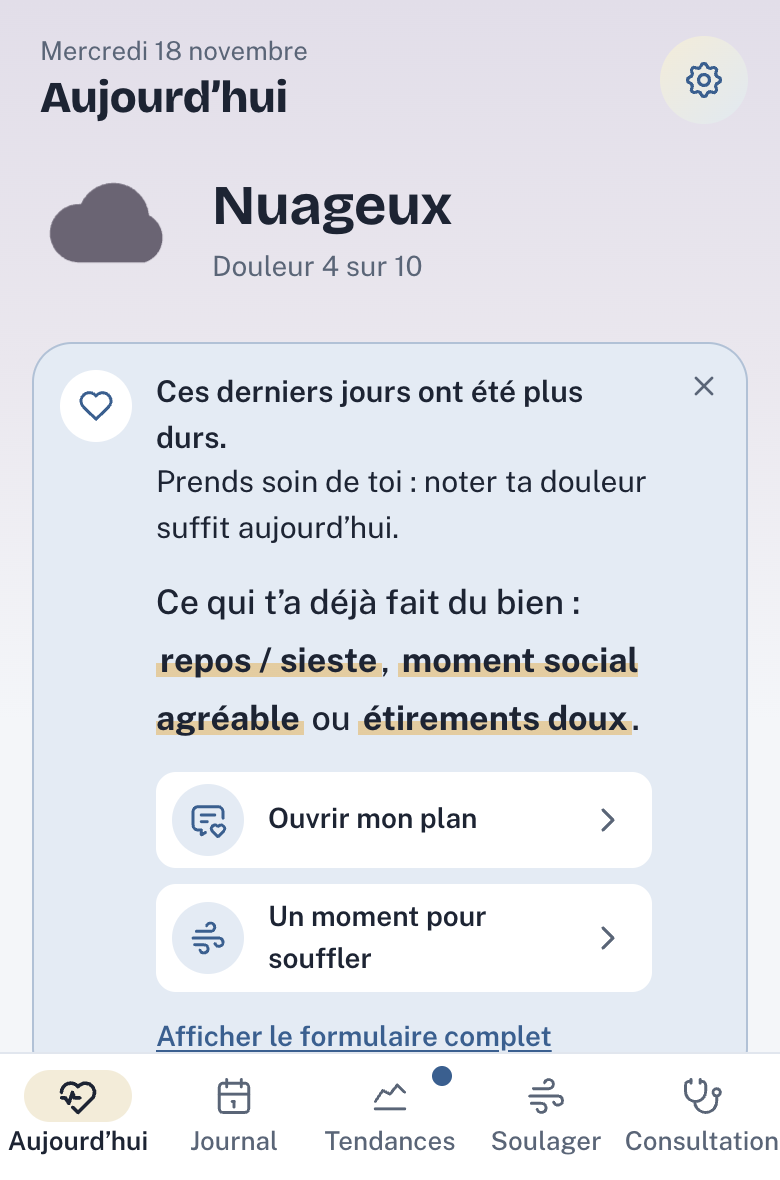 Mercredi 18 novembre
Aujourd’hui
Nuageux
Douleur 4 sur 10
Ces derniers jours ont été plus
durs.
Prends soin de toi : noter ta douleur
suffit aujourd’hui.
Ce qui t’a déjà fait du bien :
repos / sieste, moment social
agréable ou étirements doux.
Ouvrir mon plan
Un moment pour
souffler
Afficher le formulaire complet
Aujourd’hui
Journal
Tendances
Soulager
Consultation